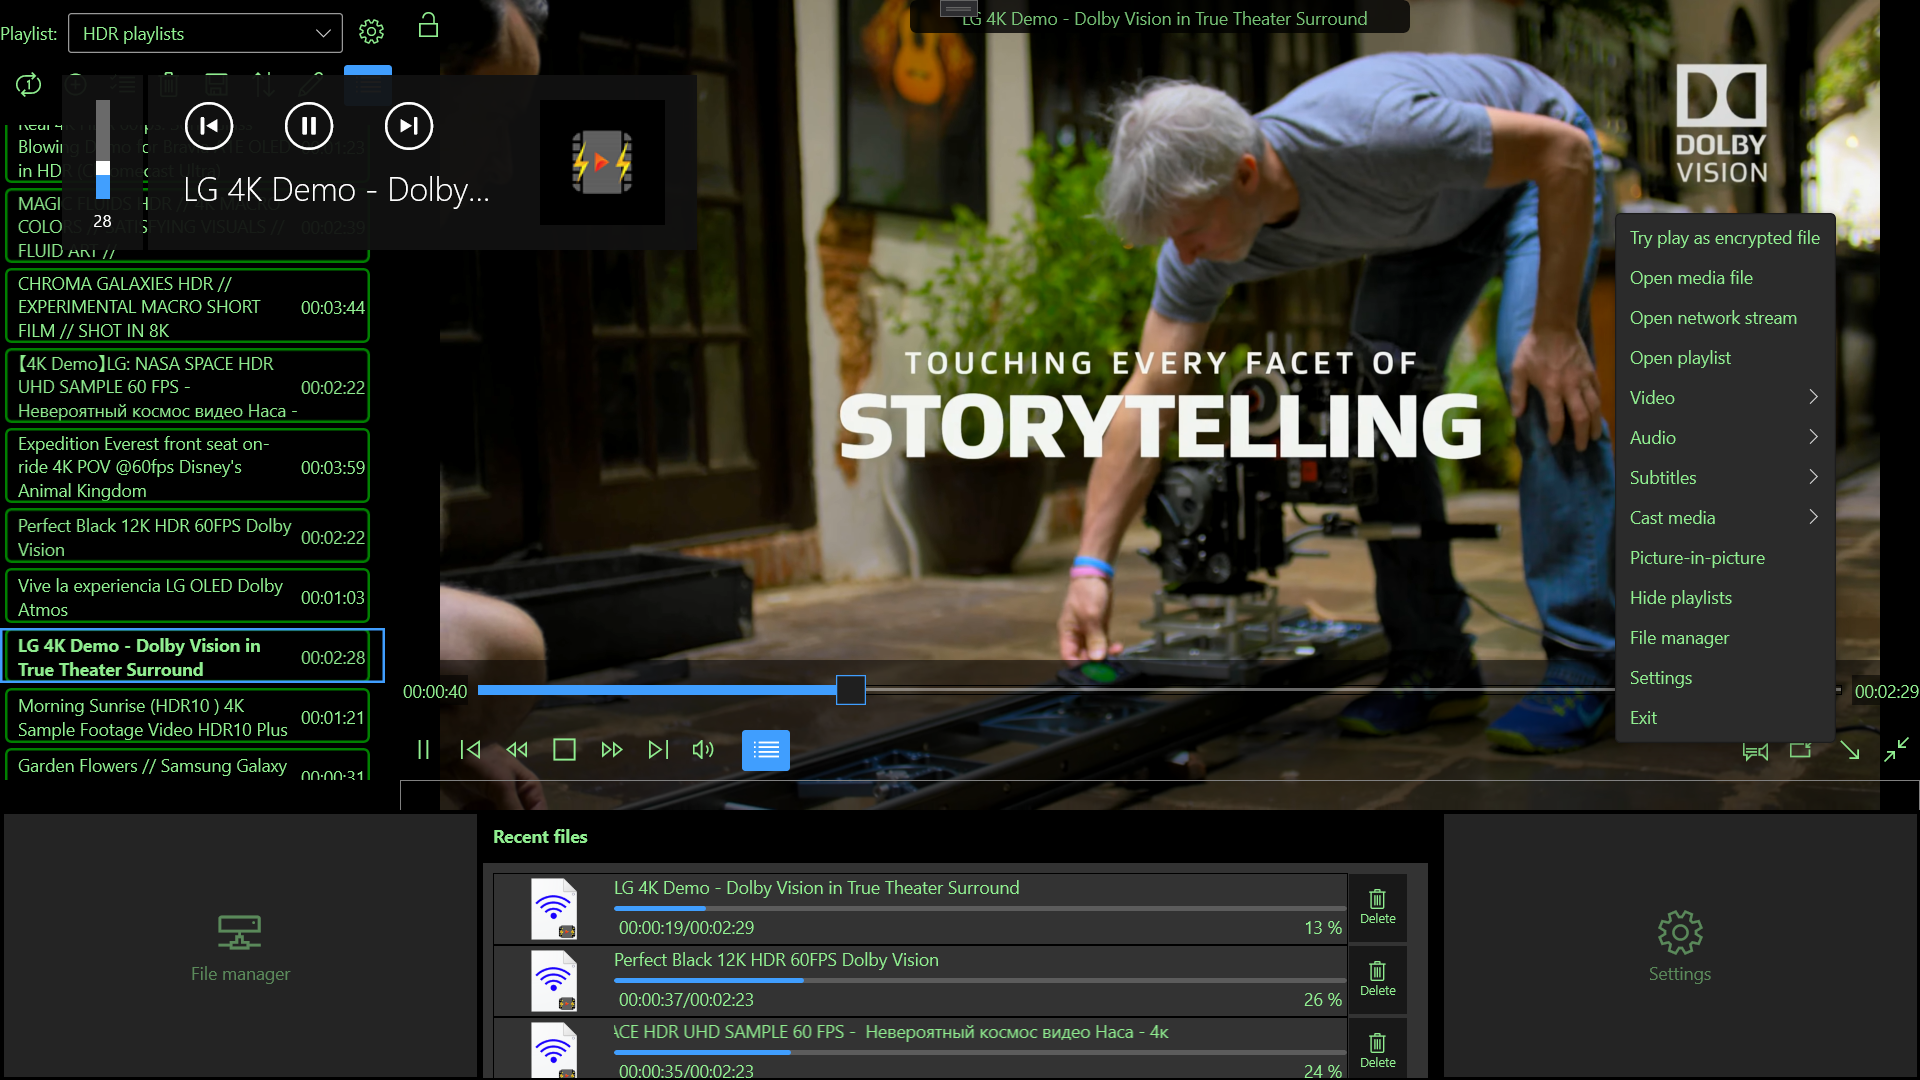 Playlist:
HDR playlists
LG 4K Demo - Dolby Vision in True Theater Surround
1
28
LG 4K Demo - Dolby...
in HDR
MAGIC FLUIDS HDR //
COLORS // SATISFYING VISUALS //
FLUID ART //
00:02:39
CHROMA GALAXIES HDR //
EXPERIMENTAL MACRO SHORT
FILM // SHOT IN 8K
00:03:44
【4K Demo】LG: NASA SPACE HDR
UHD SAMPLE 60 FPS -
Невероятный космос видео Наса -
00:02:22
Expedition Everest front seat on-
ride 4K POV @60fps Disney's
Animal Kingdom
00:03:59
Perfect Black 12K HDR 60FPS Dolby
Vision
00:02:22
Vive la experiencia LG OLED Dolby
Atmos
00:01:03
LG 4K Demo - Dolby Vision in
True Theater Surround
00:02:28
Morning Sunrise (HDR10 ) 4K
Sample Footage Video HDR10 Plus
00:01:21
Garden Flowers // Samsung Galaxy
00:00:31
DOLBY
VISION
TOUCHING EVERY FACET OF
STORYTELLING
Try play as encrypted file
Open media file
Open network stream
Open playlist
Video
Audio
Subtitles
Cast media
Picture-in-picture
Hide playlists
File manager
Settings
Exit
00:00:40
00:02:29
File manager
Recent files
LG 4K Demo - Dolby Vision in True Theater Surround
00:00:19/00:02:29
13 %
Delete
Perfect Black 12K HDR 60FPS Dolby Vision
00:00:37/00:02:23
26 %
Delete
ACE HDR UHD SAMPLE 60 FPS - Невероятный космос видео Наса - 4к
00:00:35/00:02:23
24 %
Delete
Settings